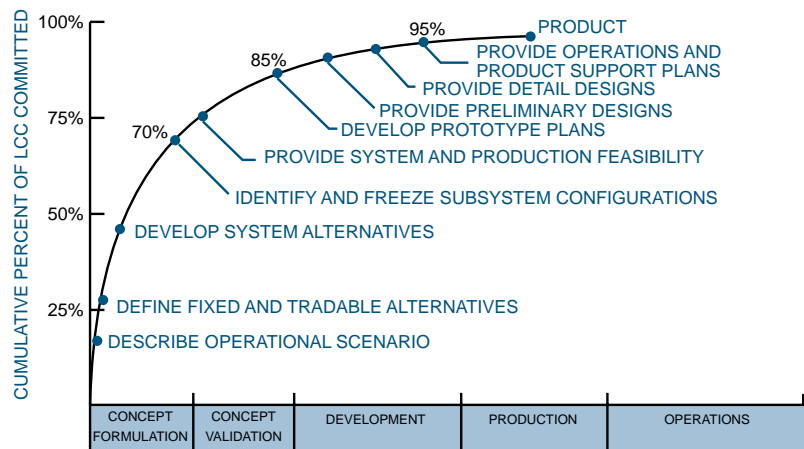 CUMULATIVE PERCENT OF LCC COMMITTED
100%
75%
50%
25%
70%
85%
95%
PRODUCT
PROVIDE OPERATIONS AND
PRODUCT SUPPORT PLANS
PROVIDE DETAIL DESIGNS
PROVIDE PRELIMINARY DESIGNS
DEVELOP PROTOTYPE PLANS
PROVIDE SYSTEM AND PRODUCTION FEASIBILITY
IDENTIFY AND FREEZE SUBSYSTEM CONFIGURATIONS
DEVELOP SYSTEM ALTERNATIVES
DEFINE FIXED AND TRADABLE ALTERNATIVES
DESCRIBE OPERATIONAL SCENARIO
CONCEPT
FORMULATION
CONCEPT
VALIDATION
DEVELOPMENT
PRODUCTION
OPERATIONS